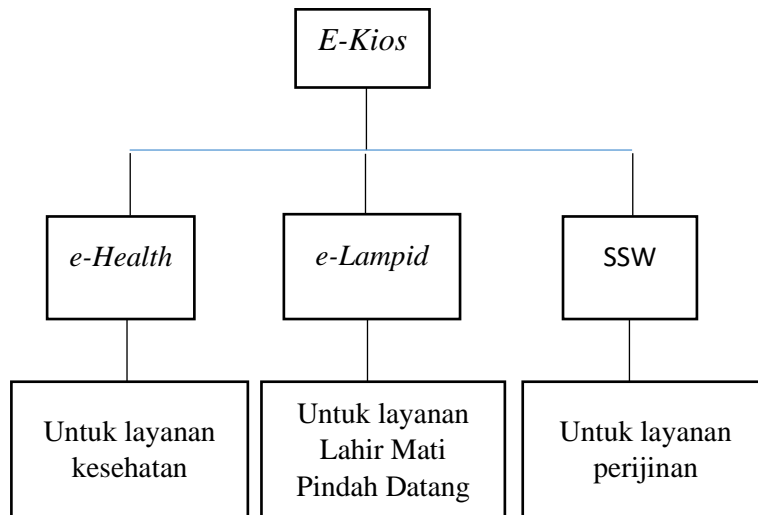 E-Kios
e-Health
e-Lampid
SSW
Untuk layanan
kesehatan
Untuk layanan
Lahir Mati
Pindah Datang
Untuk layanan
perijinan